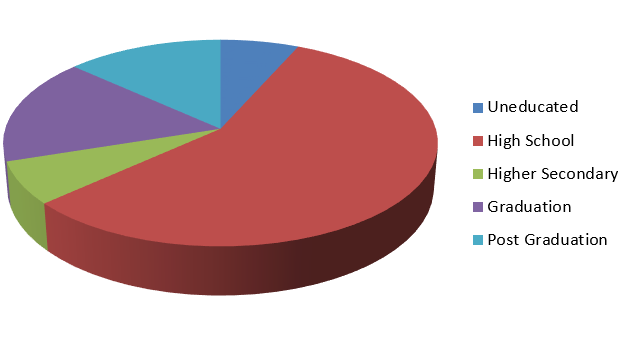 Uneducated
High School
Higher Secondary
Graduation
Post Graduation